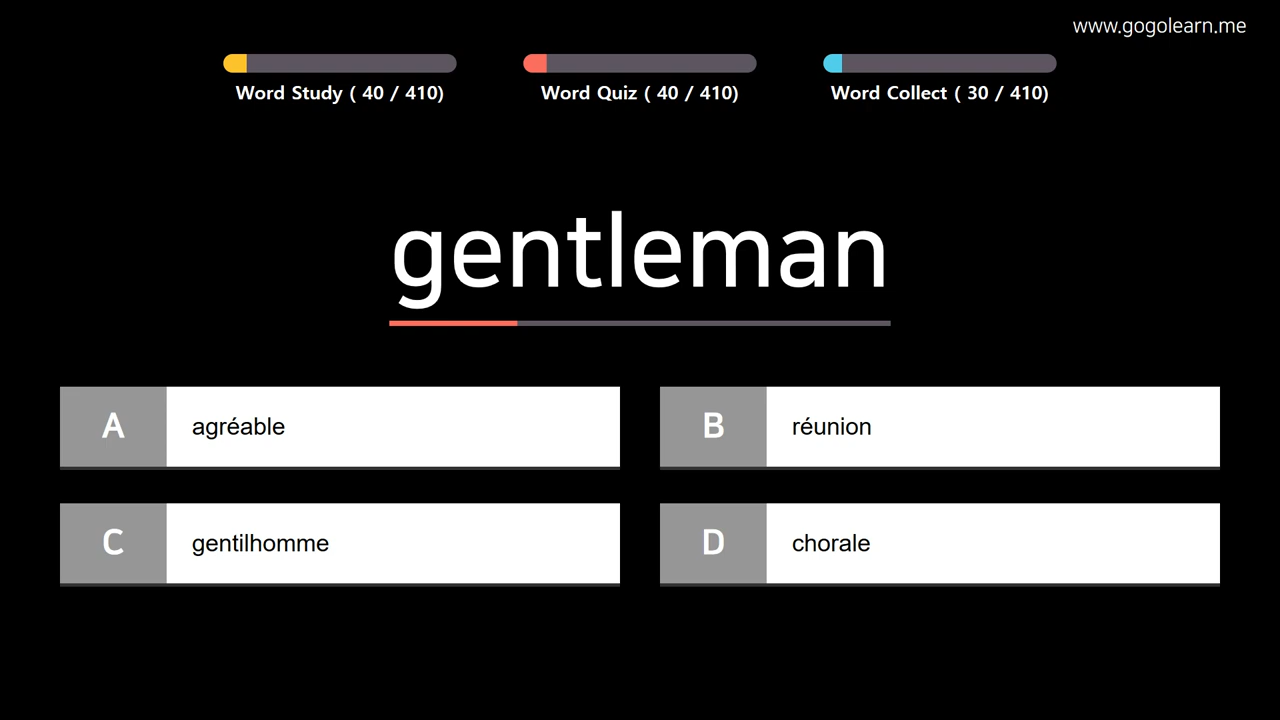 www.gogolearn.me
Word Study ( 40 / 410)
Word Quiz ( 40 / 410)
Word Collect ( 30 / 410)
gentleman
A agréable
B réunion
C gentilhomme
D chorale